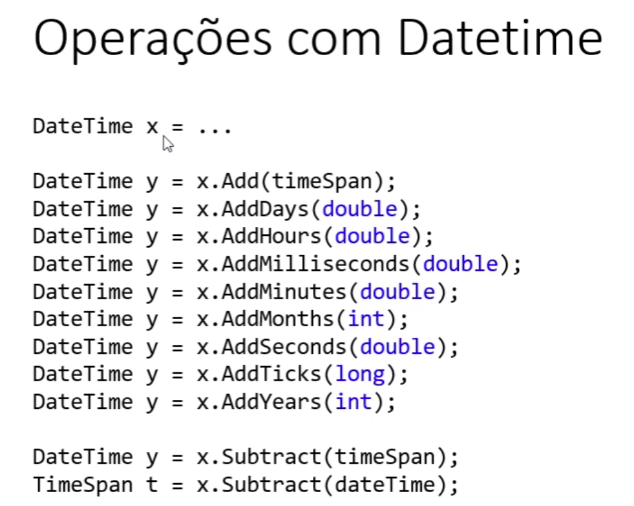 Operações com Datetime
DateTime x = ...
DateTime y = x.Add(timeSpan);
DateTime y = x.AddDays(double);
DateTime y = x.AddHours(double);
DateTime y = x.AddMilliseconds(double);
DateTime y = x.AddMinutes(double);
DateTime y = x.AddMonths(int);
DateTime y = x.AddSeconds(double);
DateTime y = x.AddTicks(long);
DateTime y = x.AddYears(int);
DateTime y = x.Subtract(timeSpan);
TimeSpan t = x.Subtract(dateTime);